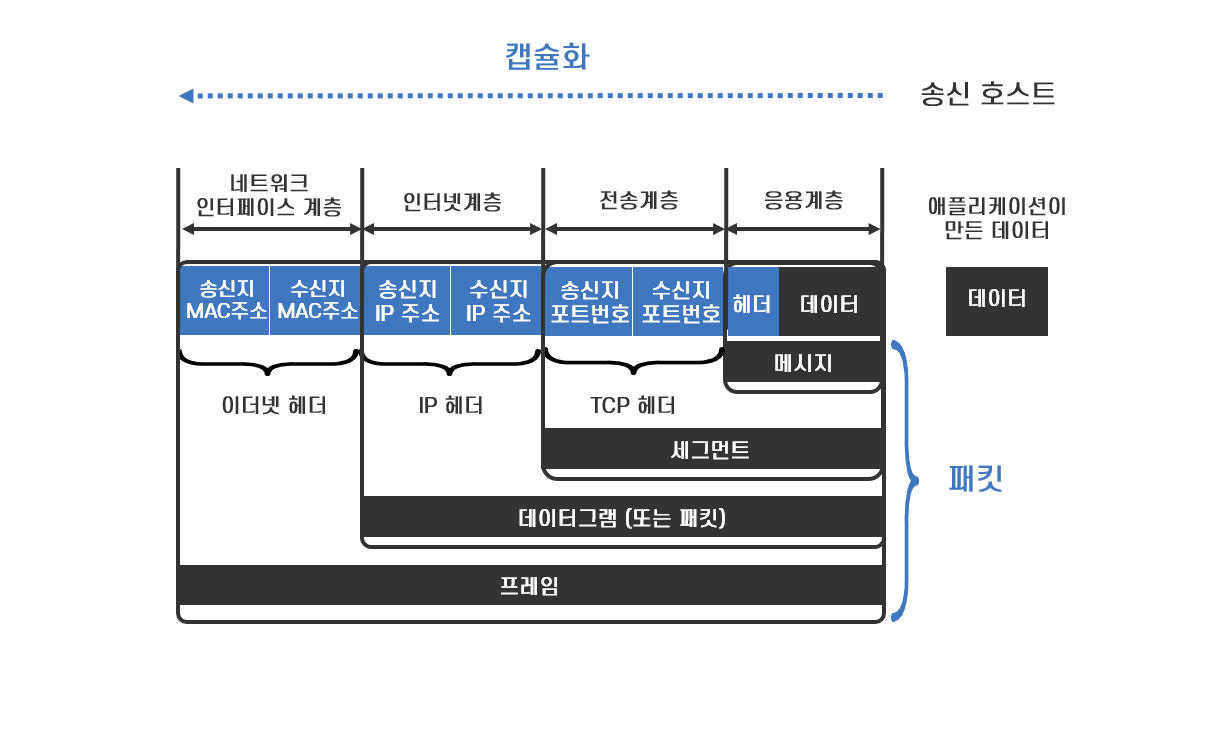 캡슐화
송신 호스트
네트워크
인터페이스 계층
인터넷계층
전송계층
응용계층
애플리케이션이
만든 데이터
송신지
MAC주소
수신지
MAC주소
송신지
IP 주소
수신지
IP 주소
송신지
포트번호
수신지
포트번호
헤더
데이터
데이터
메시지
이더넷 헤더
IP 헤더
TCP 헤더
세그먼트
패킷
데이터그램 (또는 패킷)
프레임